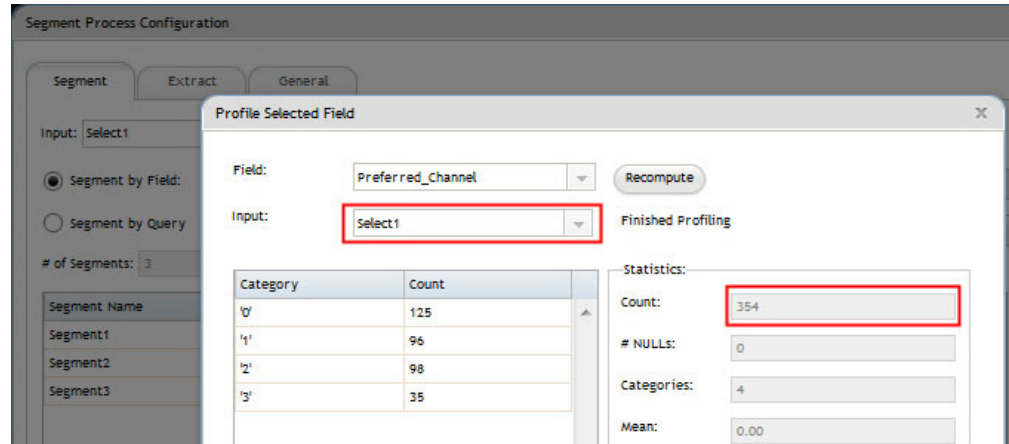 Segment Process Configuration
Segment Extract General
Input: Select1
Segment by Field:
Segment by Query
# of Segments: 3
Segment Name
Segment1
Segment2
Segment3
Profile Selected Field X
Field: Preferred_Channel Recompute
Input: Select1 Finished Profiling
Category Count
'0' 125
'1' 96
'2' 98
'3' 35
Statistics:
Count: 354
# NULLs: 0
Categories: 4
Mean: 0.00